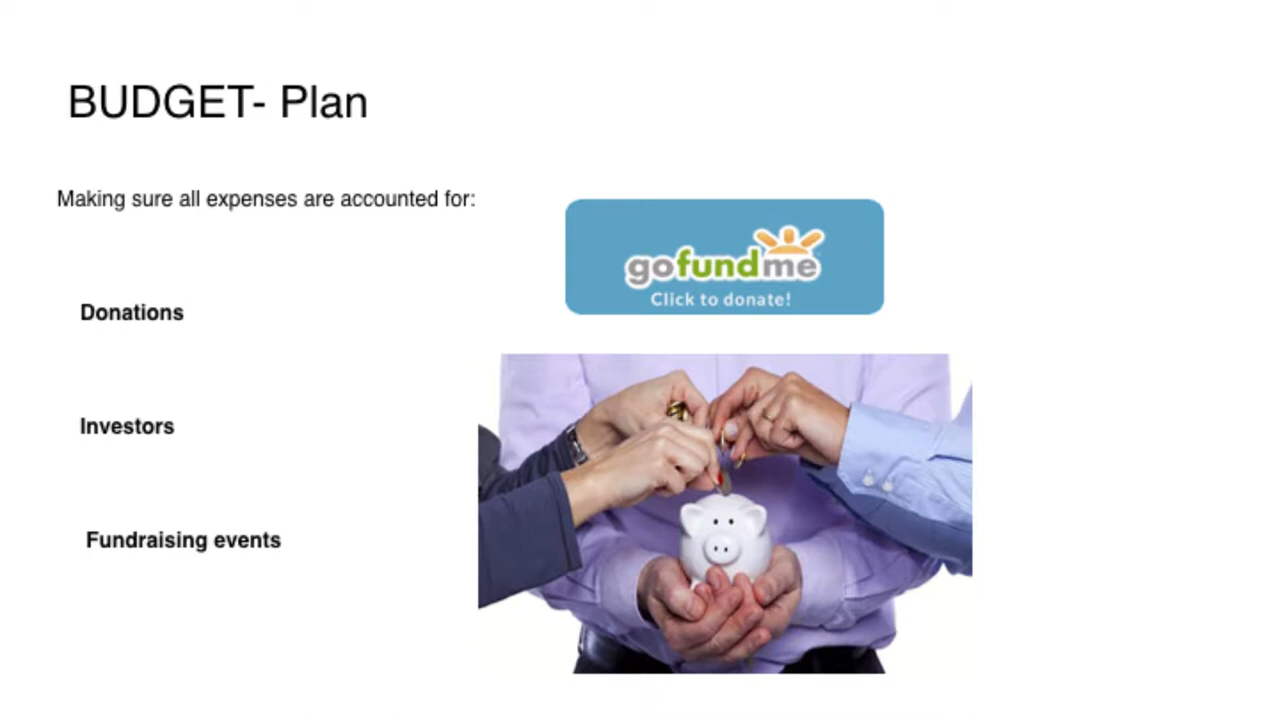 BUDGET- Plan
Making sure all expenses are accounted for:
gofundme
Click to donate!
Donations
Investors
Fundraising events